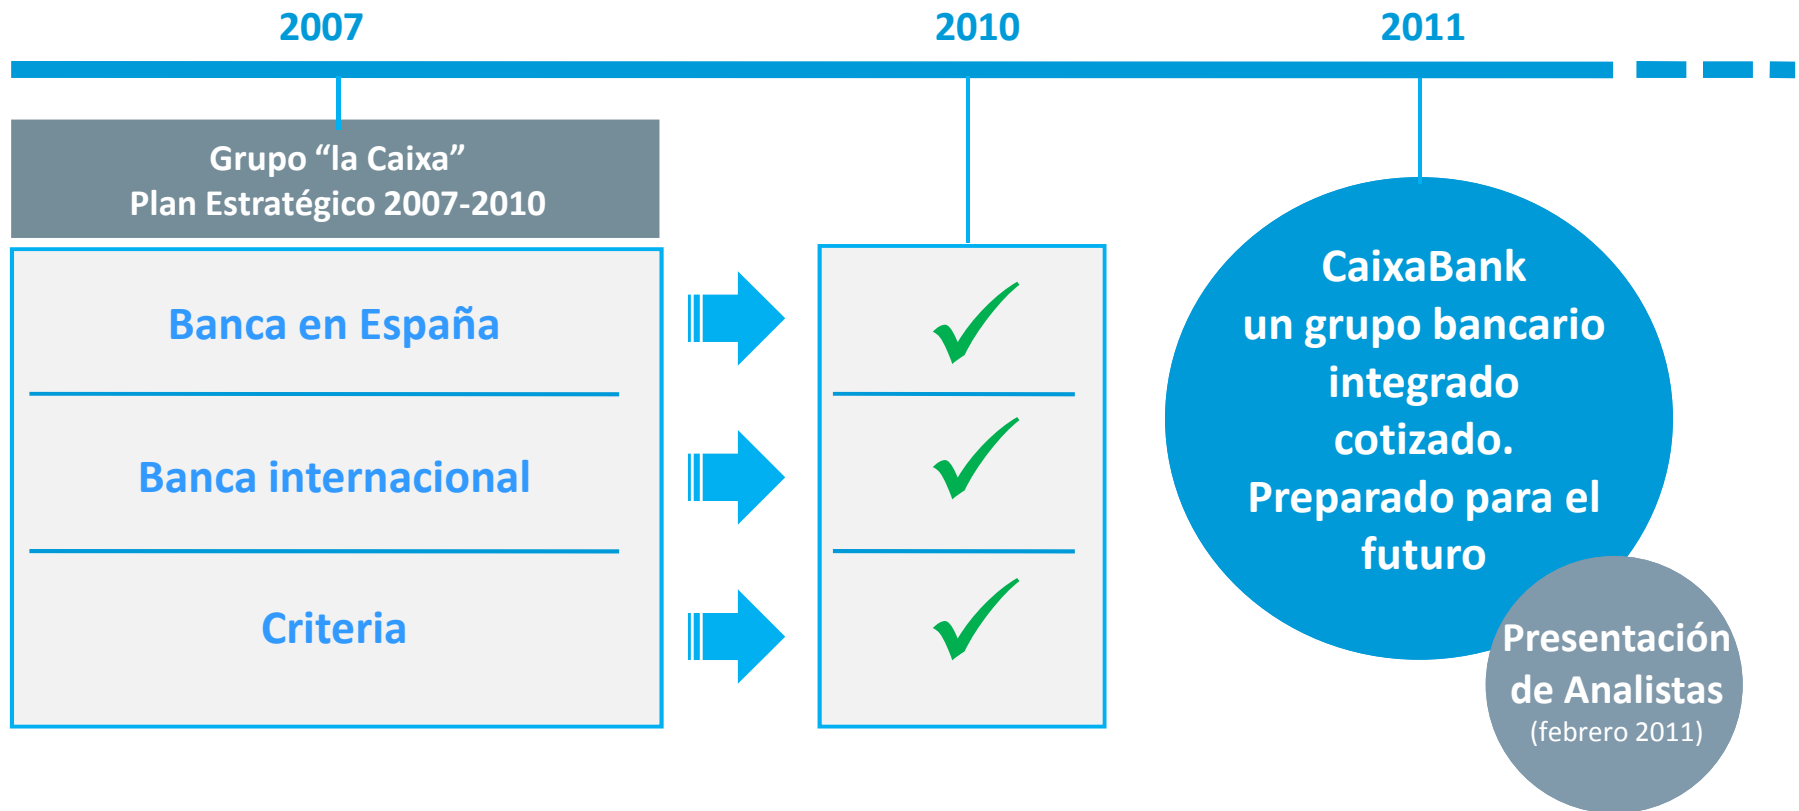 2007
2010
2011
Grupo “la Caixa”
Plan Estratégico 2007-2010
Banca en España
Banca internacional
Criteria
CaixaBank
un grupo bancario
integrado
cotizado.
Preparado para el
futuro
Presentación
de Analistas
(febrero 2011)